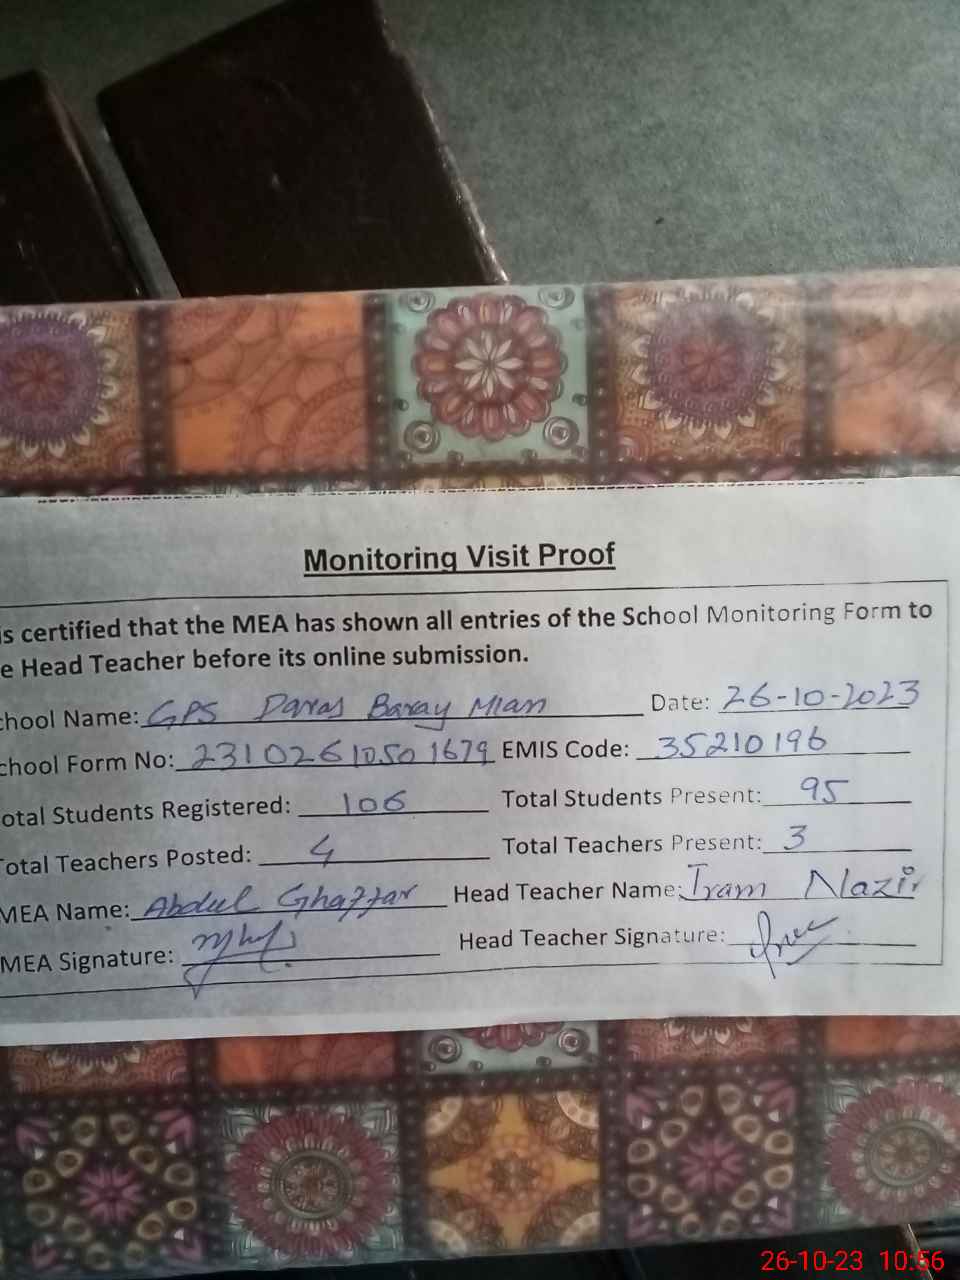 Monitoring Visit Proof
is certified that the MEA has shown all entries of the School Monitoring Form to
e Head Teacher before its online submission.
chool Name: GPS Daras Baray Mian Date: 26-10-2023
chool Form No: 23102610501679 EMIS Code: 35210196
otal Students Registered: 106 Total Students Present: 95
Total Teachers Posted: 4 Total Teachers Present: 3
MEA Name: Abdul Ghaffar Head Teacher Name: Iram Nazir
MEA Signature: Head Teacher Signature:
26-10-23 10:56